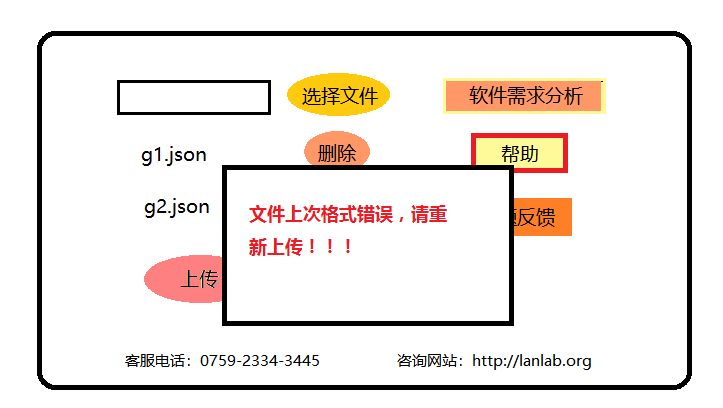 选择文件
软件需求分析
g1.json
删除
帮助
g2.json
文件上次格式错误，请重
新上传！！！
反馈
上传
客服电话：0759-2334-3445
咨询网站：http://lanlab.org